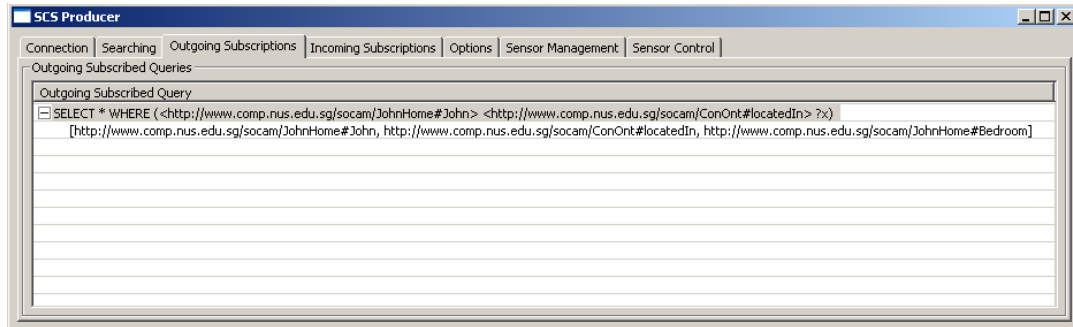 SCS Producer
Connection Searching Outgoing Subscriptions Incoming Subscriptions Options Sensor Management Sensor Control
Outgoing Subscribed Queries
Outgoing Subscribed Query
SELECT * WHERE (<http://www.comp.nus.edu.sg/socam/JohnHome#John> <http://www.comp.nus.edu.sg/socam/ConOnt#locatedIn> ?x)
[http://www.comp.nus.edu.sg/socam/JohnHome#John, http://www.comp.nus.edu.sg/socam/ConOnt#locatedIn, http://www.comp.nus.edu.sg/socam/JohnHome#Bedroom]